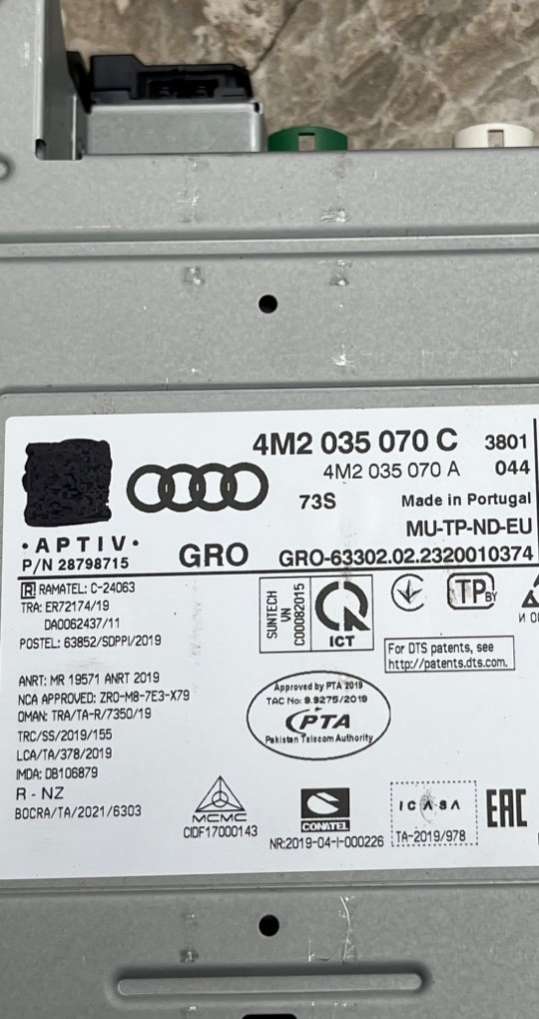 4M2 035 070 C 3801
4M2 035 070 A 044
73S Made in Portugal
MU-TP-ND-EU
·APTIV·
P/N 28798715 GRO GRO-63302.02.2320010374
R RAMATEL: C-24063
TRA: ER72174/19
DA0062437/11
POSTEL: 63852/SDPPI/2019
SUNTECH
VN
C00082015
ICT
TP BY
И 0
For DTS patents, see
http://patents.dts.com.
ANRT: MR 19571 ANRT 2019
NCA APPROVED: ZRO-M8-7E3-X79
OMAN: TRA/TA-R/7350/19
TRC/SS/2019/155
LCA/TA/378/2019
IMDA: DB106879
R - NZ
BOCRA/TA/2021/6303
Approved by PTA 2019
TAC No: 9.9275/2019
PTA
Pakistan Telecom Authority
MCMC
CIDF17000143
CONATEL
NR:2019-04-I-000226
ICASA
TA-2019/978
EAC